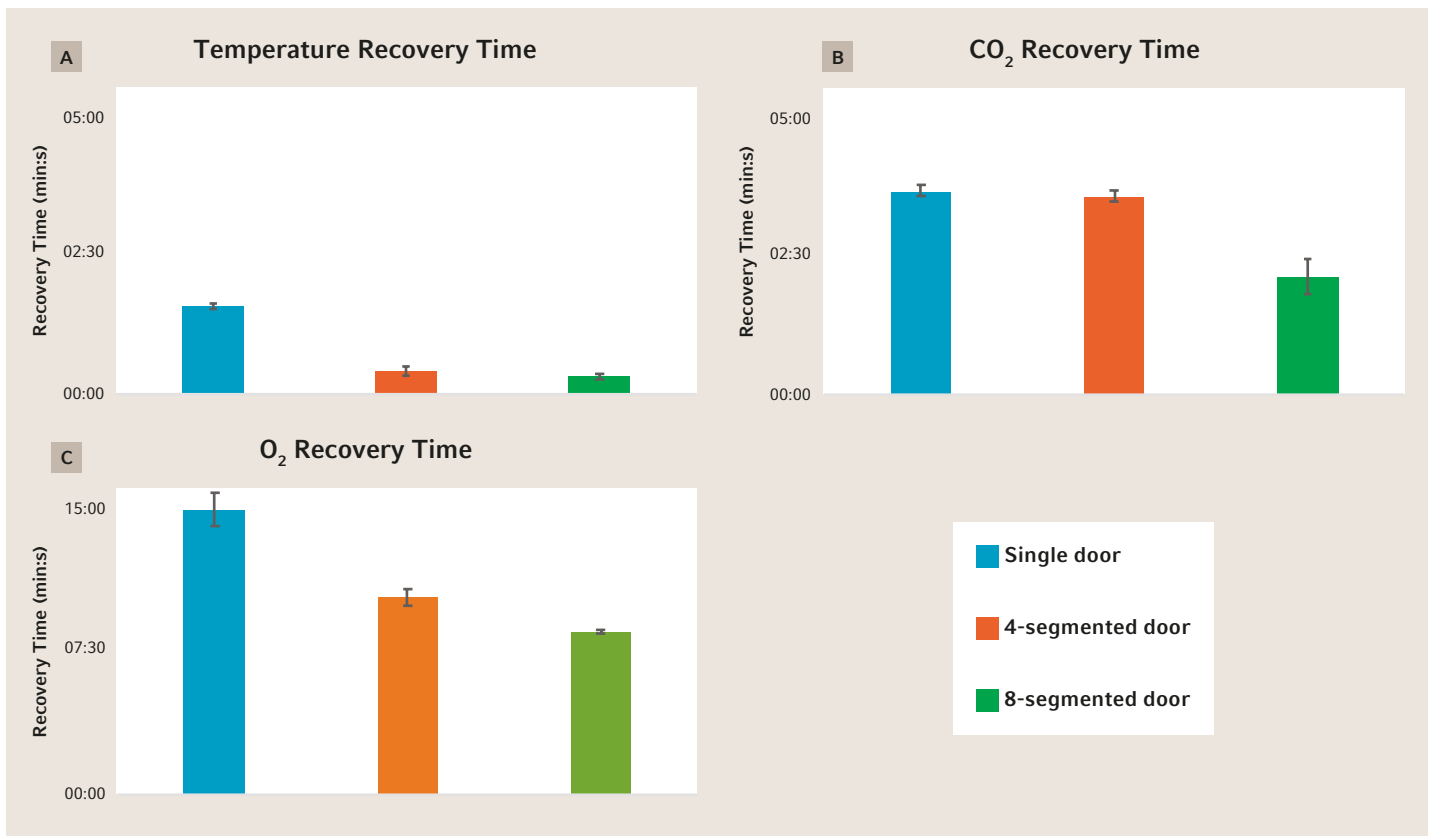 A
Temperature Recovery Time
Recovery Time (min:s)
05:00
02:30
00:00
B
CO₂ Recovery Time
Recovery Time (min:s)
05:00
02:30
00:00
C
O₂ Recovery Time
Recovery Time (min:s)
15:00
07:30
00:00
Single door
4-segmented door
8-segmented door